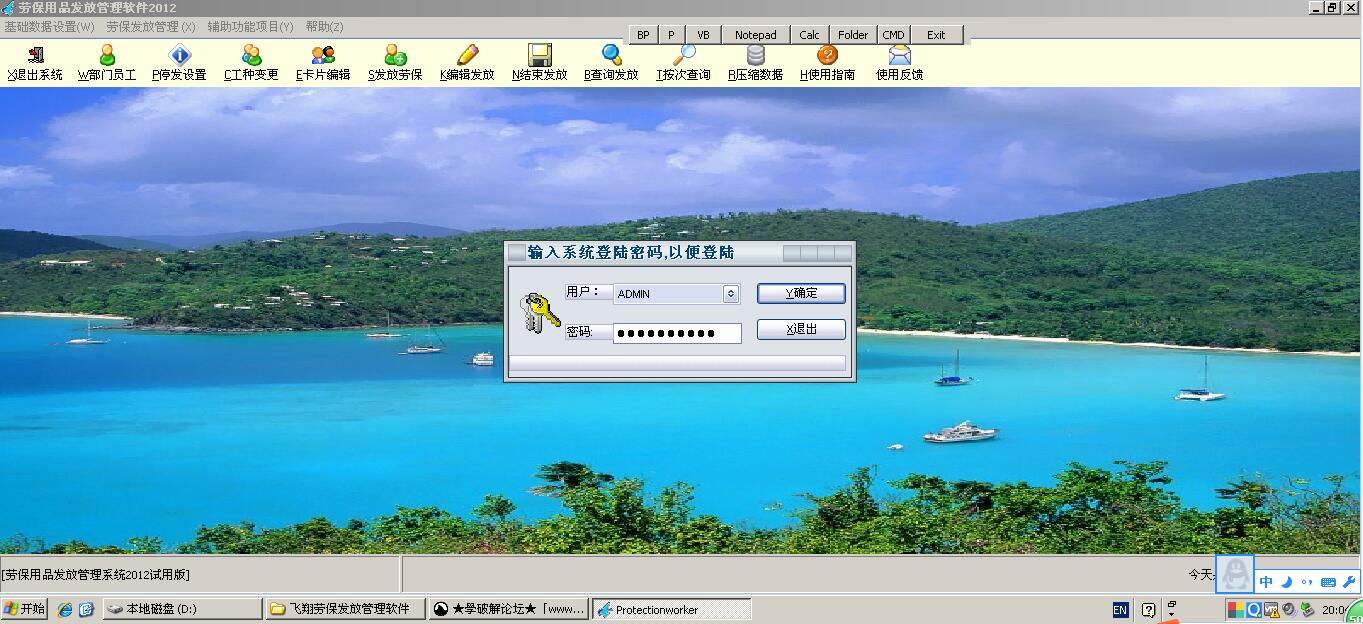 劳保用品发放管理软件2012
基础数据设置(W) 劳保发放管理(X) 辅助功能项目(Y) 帮助(Z)
BP P VB Notepad Calc Folder CMD Exit
X退出系统 W部门员工 P停发设置 C工种变更 E卡片编辑 S发放劳保 K编辑发放 N结束发放 B查询发放 T按次查询 R压缩数据 H使用指南 使用反馈
输入系统登陆密码,以便登陆
用户： ADMIN Y确定
密码: ●●●●●●●●●● X退出
[劳保用品发放管理系统2012试用版] 今天:
中
开始 本地磁盘 (D:) 飞翔劳保发放管理软件 ★學破解论坛★「www... Protectionworker EN